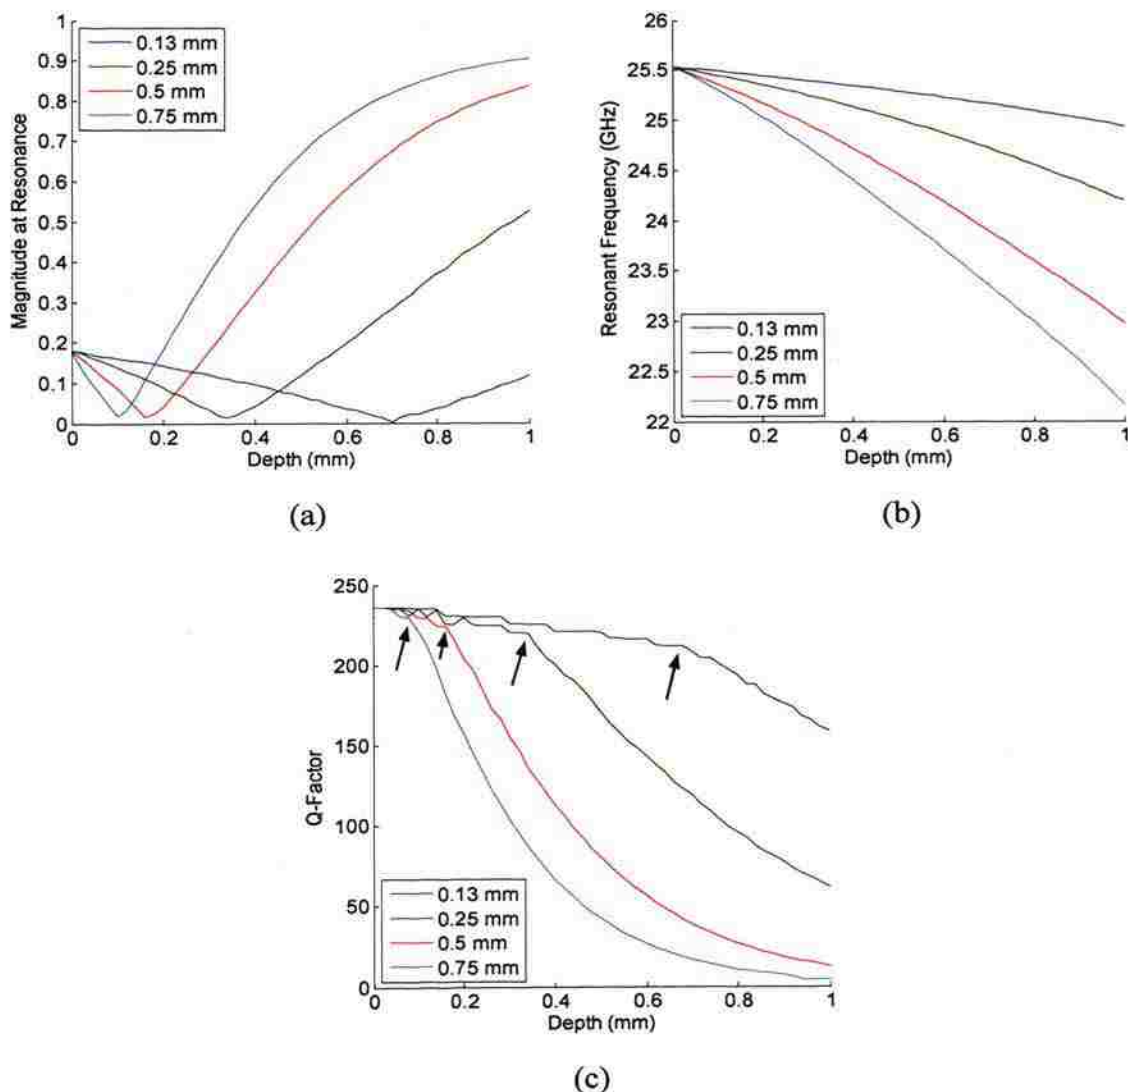 1
0.9
0.8
0.7
0.6
0.5
0.4
0.3
0.2
0.1
0
Magnitude at Resonance
0.13 mm
0.25 mm
0.5 mm
0.75 mm
0 0.2 0.4 0.6 0.8 1
Depth (mm)
(a)
26
25.5
25
24.5
24
23.5
23
22.5
22
Resonant Frequency (GHz)
0.13 mm
0.25 mm
0.5 mm
0.75 mm
0 0.2 0.4 0.6 0.8 1
Depth (mm)
(b)
250
200
150
100
50
0
Q-Factor
0.13 mm
0.25 mm
0.5 mm
0.75 mm
0 0.2 0.4 0.6 0.8 1
Depth (mm)
(c)